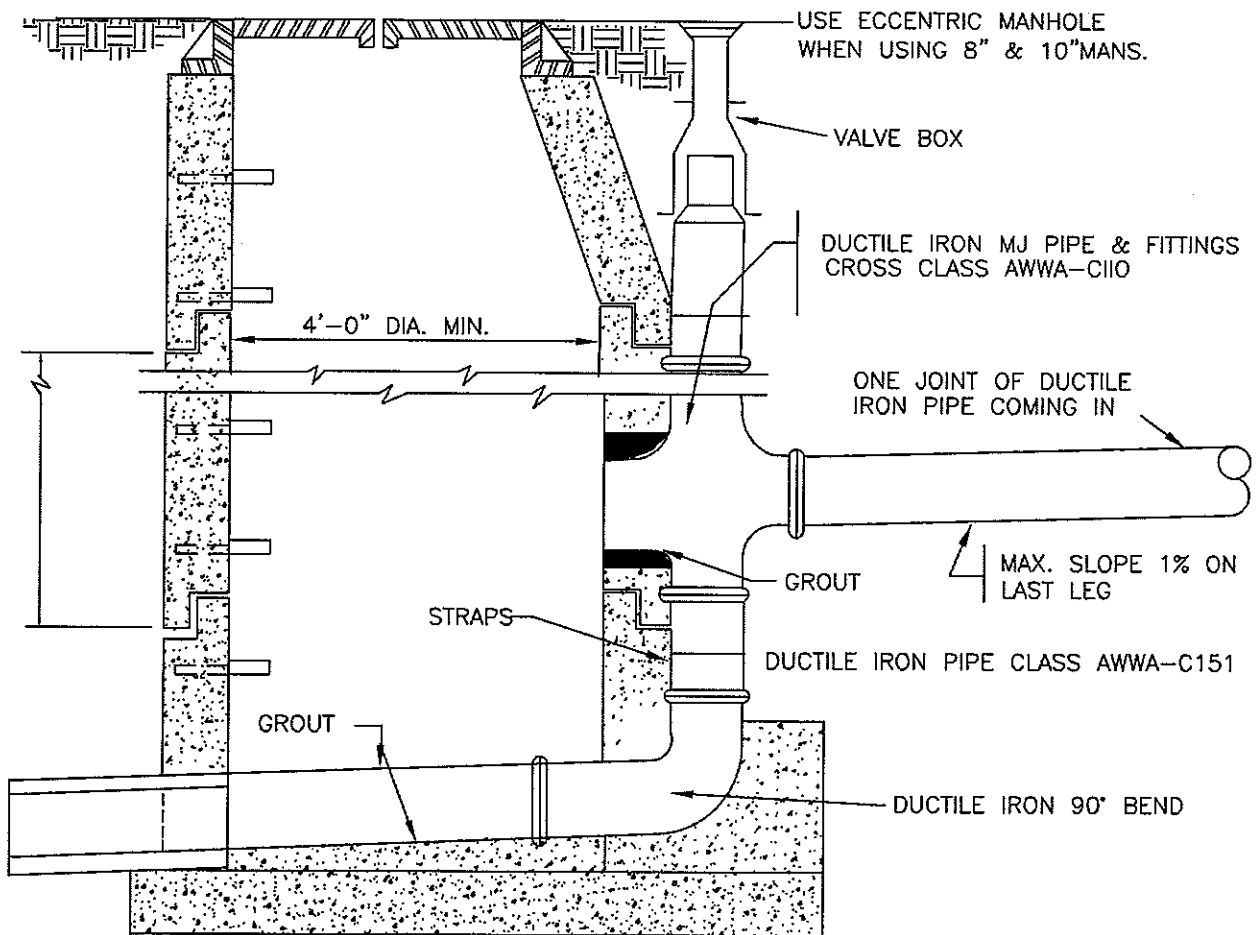 USE ECCENTRIC MANHOLE
WHEN USING 8" & 10"MANS.
VALVE BOX
DUCTILE IRON MJ PIPE & FITTINGS
CROSS CLASS AWWA-CIIO
4'-0" DIA. MIN.
ONE JOINT OF DUCTILE
IRON PIPE COMING IN
MAX. SLOPE 1% ON
LAST LEG
GROUT
STRAPS
DUCTILE IRON PIPE CLASS AWWA-C151
GROUT
DUCTILE IRON 90° BEND